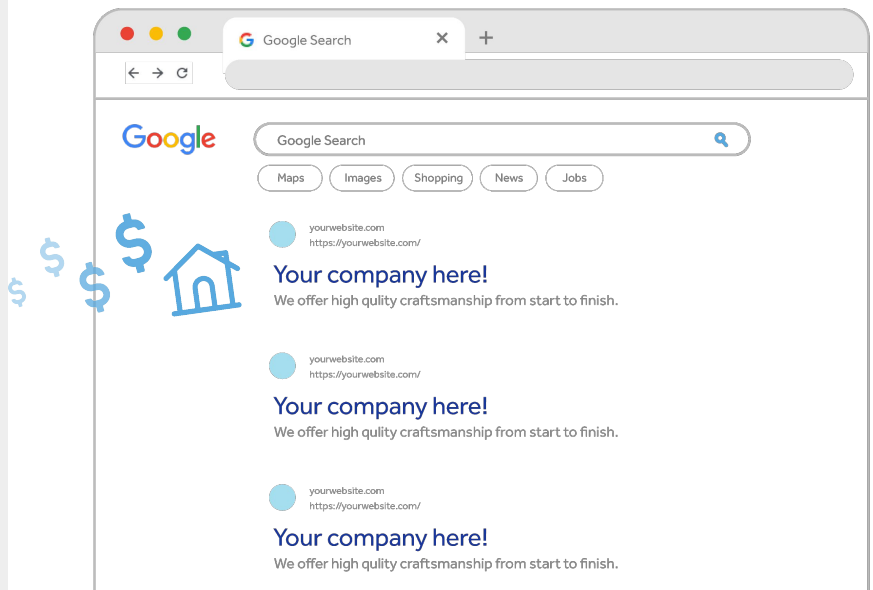 Google Search
Google
Google Search
Maps Images Shopping News Jobs
yourwebsite.com
https://yourwebsite.com/
Your company here!
We offer high qulity craftsmanship from start to finish.
yourwebsite.com
https://yourwebsite.com/
Your company here!
We offer high qulity craftsmanship from start to finish.
yourwebsite.com
https://yourwebsite.com/
Your company here!
We offer high qulity craftsmanship from start to finish.
$ $ $ $